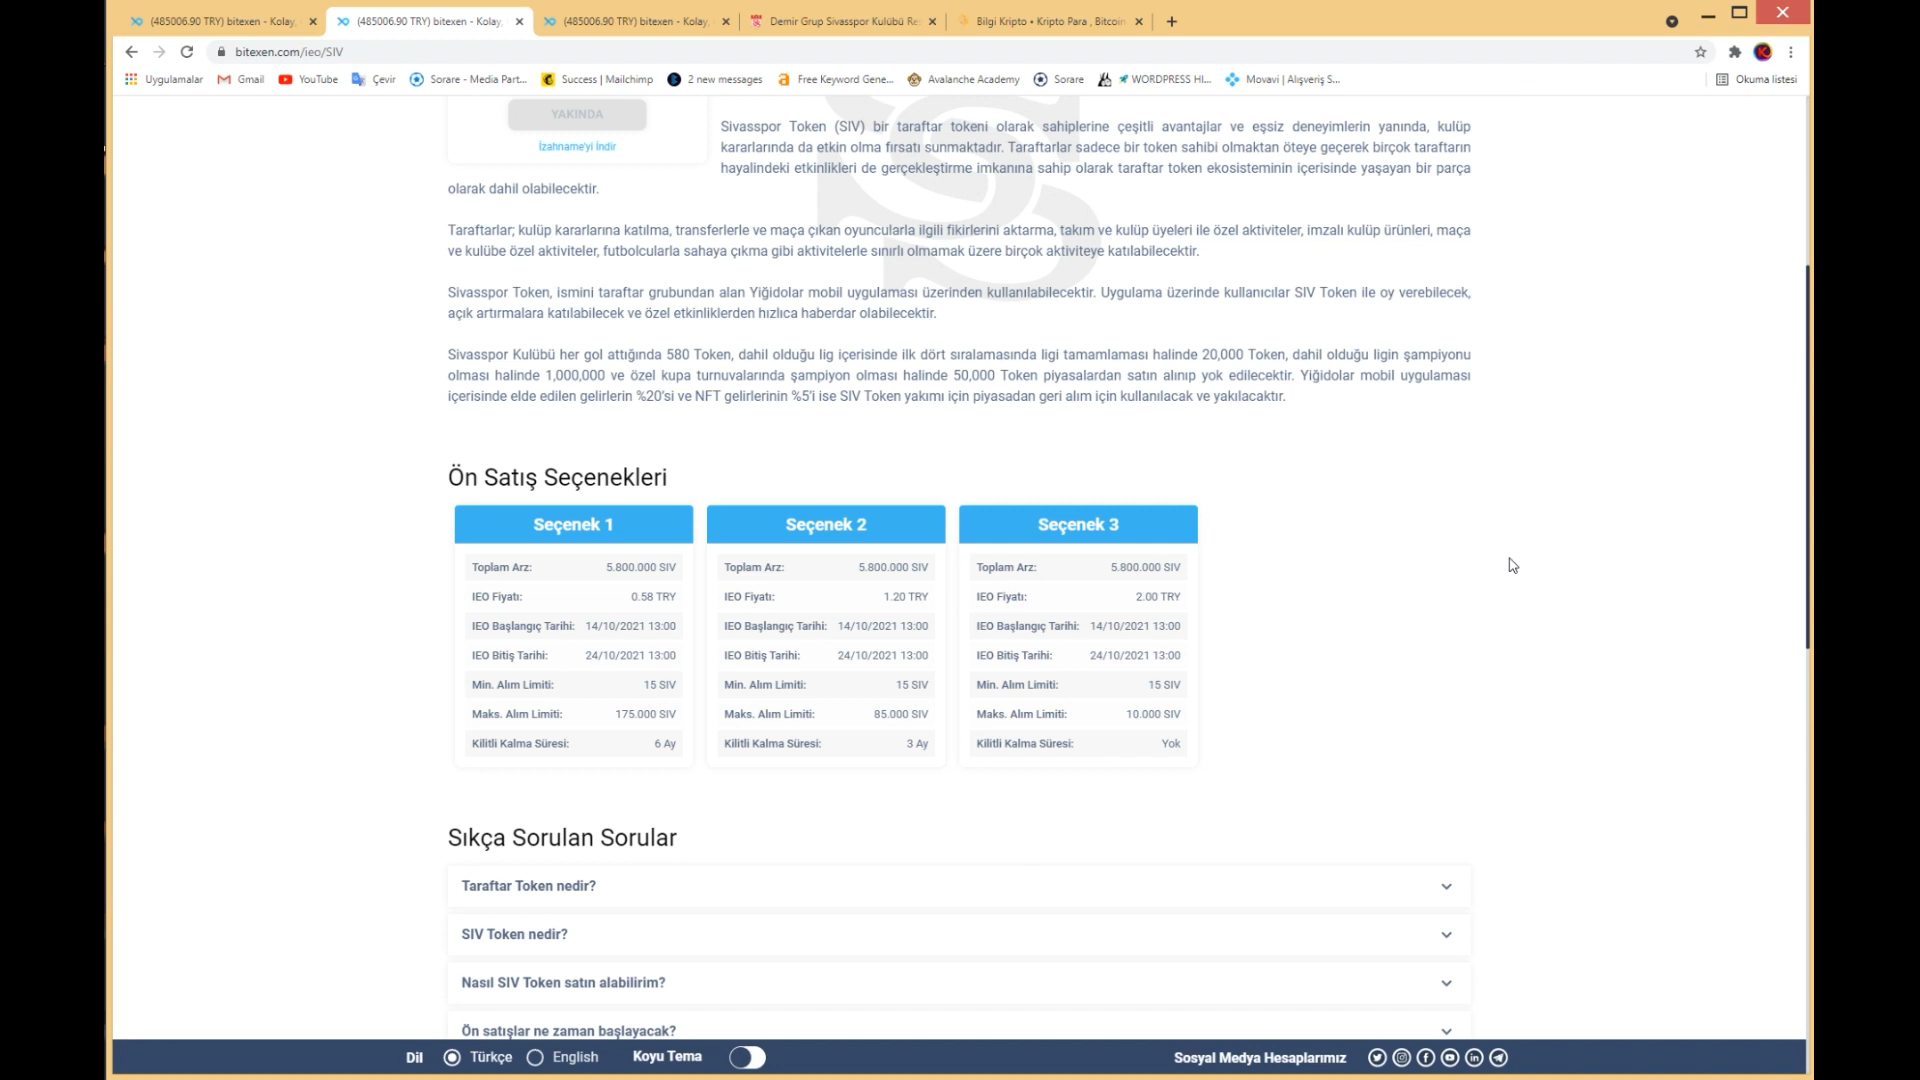 (485006.90 TRY) bitexen - Kolay,
(485006.90 TRY) bitexen - Kolay,
(485006.90 TRY) bitexen - Kolay,
Demir Grup Sivasspor Kulübü Re
Bilgi Kripto • Kripto Para , Bitcoin
bitexen.com/ieo/SIV
Uygulamalar
Gmail
YouTube
Çevir
Sorare - Media Part...
Success | Mailchimp
2 new messages
Free Keyword Gene...
Avalanche Academy
Sorare
WORDPRESS HI...
Movavi | Alışveriş S...
Okuma listesi
YAKINDA
İzahname'yi İndir
Sivasspor Token (SIV) bir taraftar tokeni olarak sahiplerine çeşitli avantajlar ve eşsiz deneyimlerin yanında, kulüp
kararlarında da etkin olma fırsatı sunmaktadır. Taraftarlar sadece bir token sahibi olmaktan öteye geçerek birçok taraftarın
hayalindeki etkinlikleri de gerçekleştirme imkanına sahip olarak taraftar token ekosisteminin içerisinde yaşayan bir parça
olarak dahil olabilecektir.
Taraftarlar; kulüp kararlarına katılma, transferlerle ve maça çıkan oyuncularla ilgili fikirlerini aktarma, takım ve kulüp üyeleri ile özel aktiviteler, imzalı kulüp ürünleri, maça
ve kulübe özel aktiviteler, futbolcularla sahaya çıkma gibi aktivitelerle sınırlı olmamak üzere birçok aktiviteye katılabilecektir.
Sivasspor Token, ismini taraftar grubundan alan Yiğidolar mobil uygulaması üzerinden kullanılabilecektir. Uygulama üzerinde kullanıcılar SIV Token ile oy verebilecek,
açık artırmalara katılabilecek ve özel etkinliklerden hızlıca haberdar olabilecektir.
Sivasspor Kulübü her gol attığında 580 Token, dahil olduğu lig içerisinde ilk dört sıralamasında ligi tamamlaması halinde 20,000 Token, dahil olduğu ligin şampiyonu
olması halinde 1,000,000 ve özel kupa turnuvalarında şampiyon olması halinde 50,000 Token piyasalardan satın alınıp yok edilecektir. Yiğidolar mobil uygulaması
içerisinde elde edilen gelirlerin %20'si ve NFT gelirlerinin %5'i ise SIV Token yakımı için piyasadan geri alım için kullanılacak ve yakılacaktır.
Ön Satış Seçenekleri
Seçenek 1
Toplam Arz: 5.800.000 SIV
IEO Fiyatı: 0.58 TRY
IEO Başlangıç Tarihi: 14/10/2021 13:00
IEO Bitiş Tarihi: 24/10/2021 13:00
Min. Alım Limiti: 15 SIV
Maks. Alım Limiti: 175.000 SIV
Kilitli Kalma Süresi: 6 Ay
Seçenek 2
Toplam Arz: 5.800.000 SIV
IEO Fiyatı: 1.20 TRY
IEO Başlangıç Tarihi: 14/10/2021 13:00
IEO Bitiş Tarihi: 24/10/2021 13:00
Min. Alım Limiti: 15 SIV
Maks. Alım Limiti: 85.000 SIV
Kilitli Kalma Süresi: 3 Ay
Seçenek 3
Toplam Arz: 5.800.000 SIV
IEO Fiyatı: 2.00 TRY
IEO Başlangıç Tarihi: 14/10/2021 13:00
IEO Bitiş Tarihi: 24/10/2021 13:00
Min. Alım Limiti: 15 SIV
Maks. Alım Limiti: 10.000 SIV
Kilitli Kalma Süresi: Yok
Sıkça Sorulan Sorular
Taraftar Token nedir?
SIV Token nedir?
Nasıl SIV Token satın alabilirim?
Ön satışlar ne zaman başlayacak?
Dil Türkçe English Koyu Tema Sosyal Medya Hesaplarımız